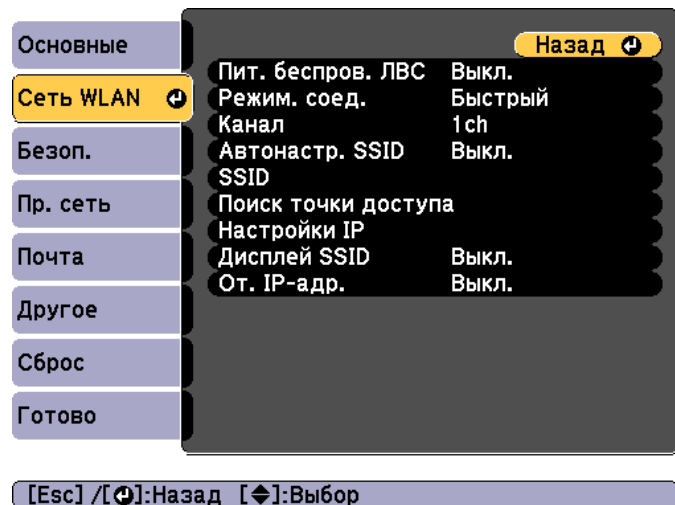 Основные
Сеть WLAN
Безоп.
Пр. сеть
Почта
Другое
Сброс
Готово
Назад
Пит. беспров. ЛВС Выкл.
Режим. соед. Быстрый
Канал 1ch
Автонастр. SSID Выкл.
SSID
Поиск точки доступа
Настройки IP
Дисплей SSID Выкл.
От. IP-адр. Выкл.
[Esc] /[⏎]:Назад [◆]:Выбор